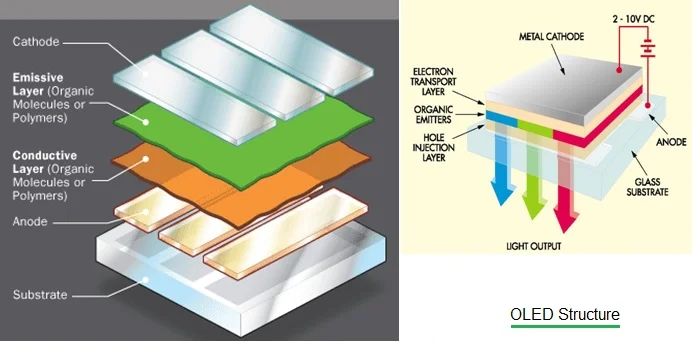 Cathode
Emissive
Layer (Organic
Molecules or
Polymers)
Conductive
Layer (Organic
Molecules or
Polymers)
Anode
Substrate
2 - 10V DC
METAL CATHODE
ELECTRON
TRANSPORT
LAYER
ORGANIC
EMITTERS
HOLE
INJECTION
LAYER
ANODE
GLASS
SUBSTRATE
LIGHT OUTPUT
OLED Structure